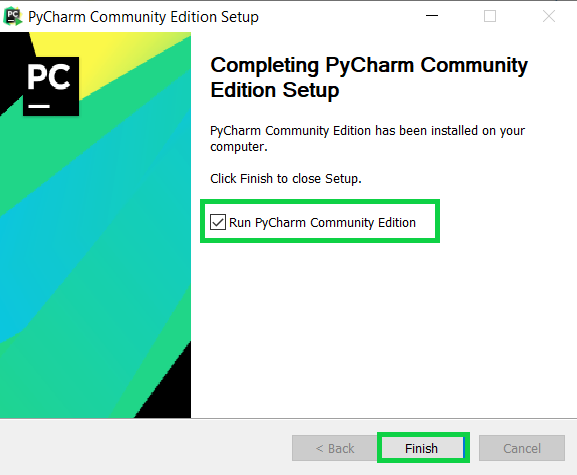 PyCharm Community Edition Setup
PC
Completing PyCharm Community
Edition Setup
PyCharm Community Edition has been installed on your
computer.
Click Finish to close Setup.
Run PyCharm Community Edition
< Back
Finish
Cancel